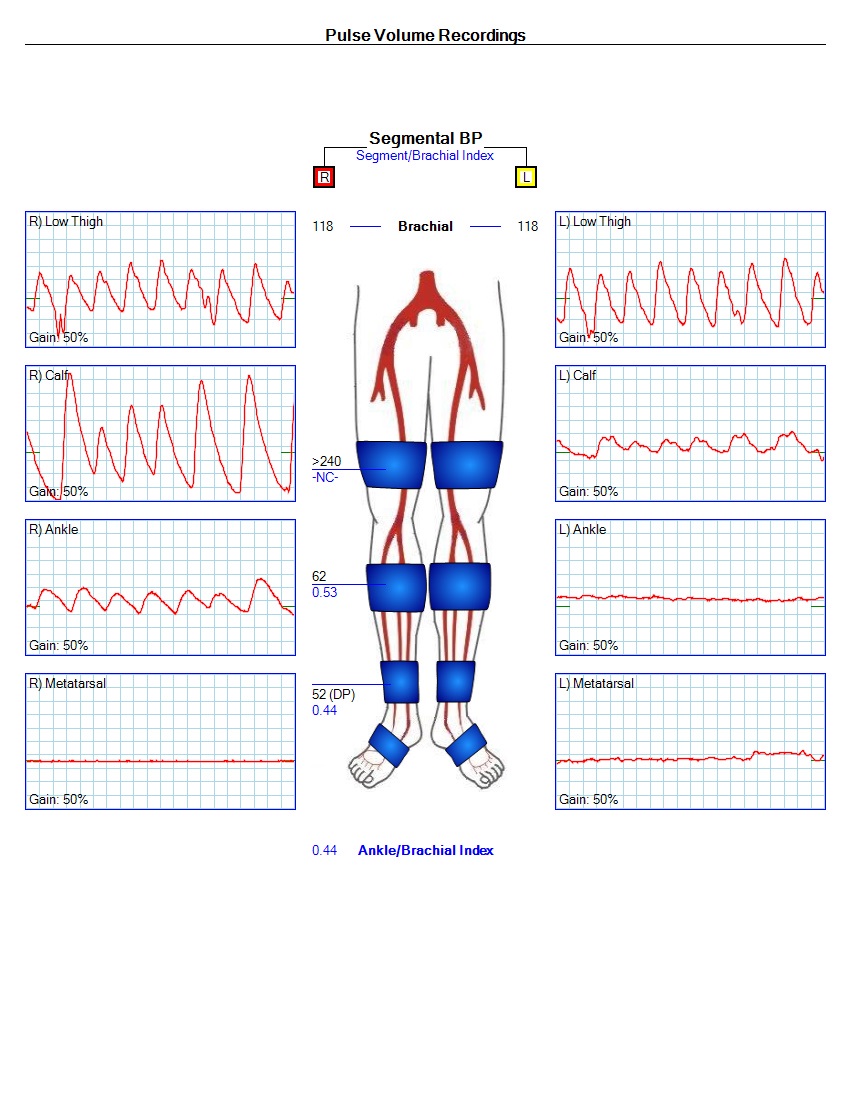 Pulse Volume Recordings
Segmental BP
Segment/Brachial Index
R
L
118
Brachial
118
R) Low Thigh
Gain: 50%
L) Low Thigh
Gain: 50%
R) Calf
Gain: 50%
L) Calf
Gain: 50%
>240
-NC-
R) Ankle
Gain: 50%
L) Ankle
Gain: 50%
62
0.53
R) Metatarsal
Gain: 50%
L) Metatarsal
Gain: 50%
52 (DP)
0.44
0.44 Ankle/Brachial Index